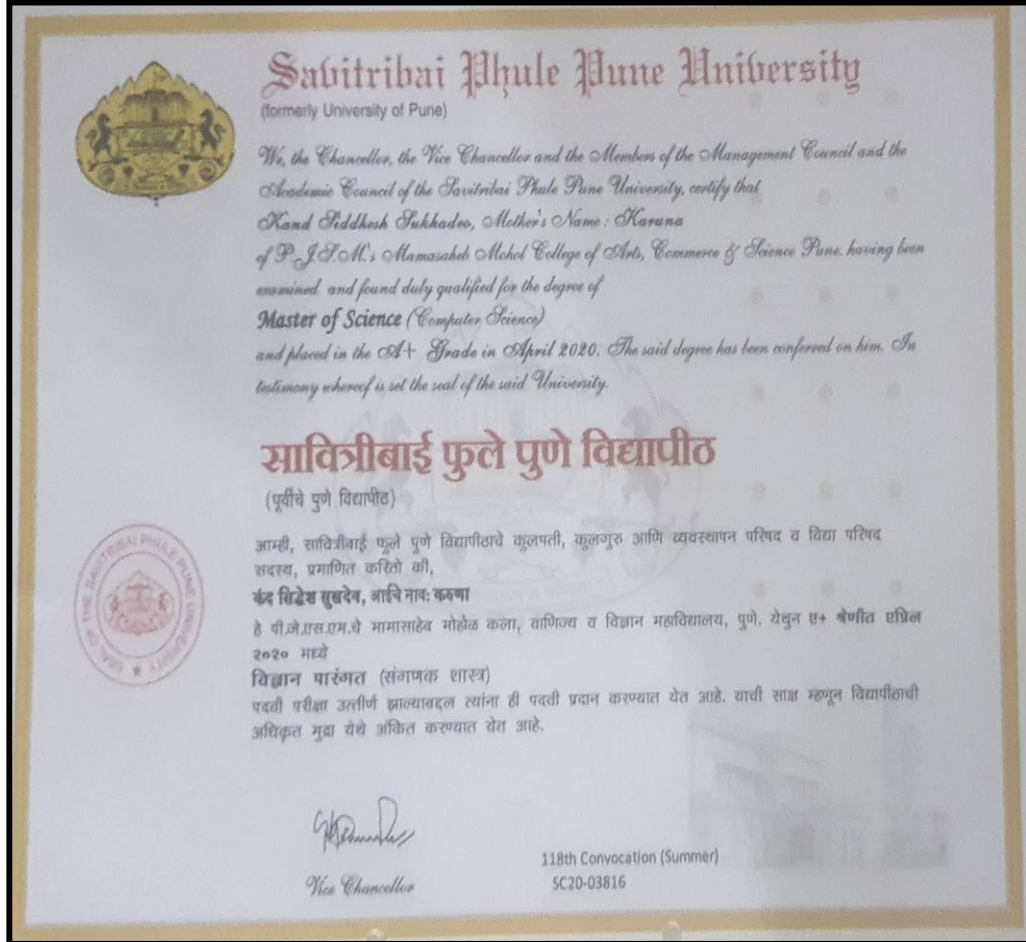 Savitribai Phule Pune University
(formerly University of Pune)
We, the Chancellor, the Vice Chancellor and the Members of the Management Council and the
Academic Council of the Savitribai Phule Pune University, certify that
Kand Siddhesh Sukhadeo, Mother's Name : Karuna
of P.J.S.M.'s Mamasaheb Mohol College of Arts, Commerce & Science Pune. having been
examined and found duly qualified for the degree of
Master of Science (Computer Science)
and placed in the A+ Grade in April 2020. The said degree has been conferred on him. In
testimony whereof is set the seal of the said University.
सावित्रीबाई फुले पुणे विद्यापीठ
(पूर्वीचे पुणे विद्यापीठ)
आम्ही, सावित्रीबाई फुले पुणे विद्यापीठाचे कुलपती, कुलगुरु आणि व्यवस्थापन परिषद व विद्या परिषद
सदस्य, प्रमाणित करितो की,
कंद सिद्धेश सुखदेव, आईचे नाव: करुणा
हे पी.जे.एस.एम.चे मामासाहेब मोहोळ कला, वाणिज्य व विज्ञान महाविद्यालय, पुणे. येथुन ए+ श्रेणीत एप्रिल
२०२० मध्ये
विज्ञान पारंगत (संगणक शास्त्र)
पदवी परीक्षा उत्तीर्ण झाल्याबद्दल त्यांना ही पदवी प्रदान करण्यात येत आहे. याची साक्ष म्हणून विद्यापीठाची
अधिकृत मुद्रा येथे अंकित करण्यात येत आहे.
SEAL OF THE SAVITRIBAI PHULE PUNE UNIVERSITY
Vice Chancellor
118th Convocation (Summer)
SC20-03816